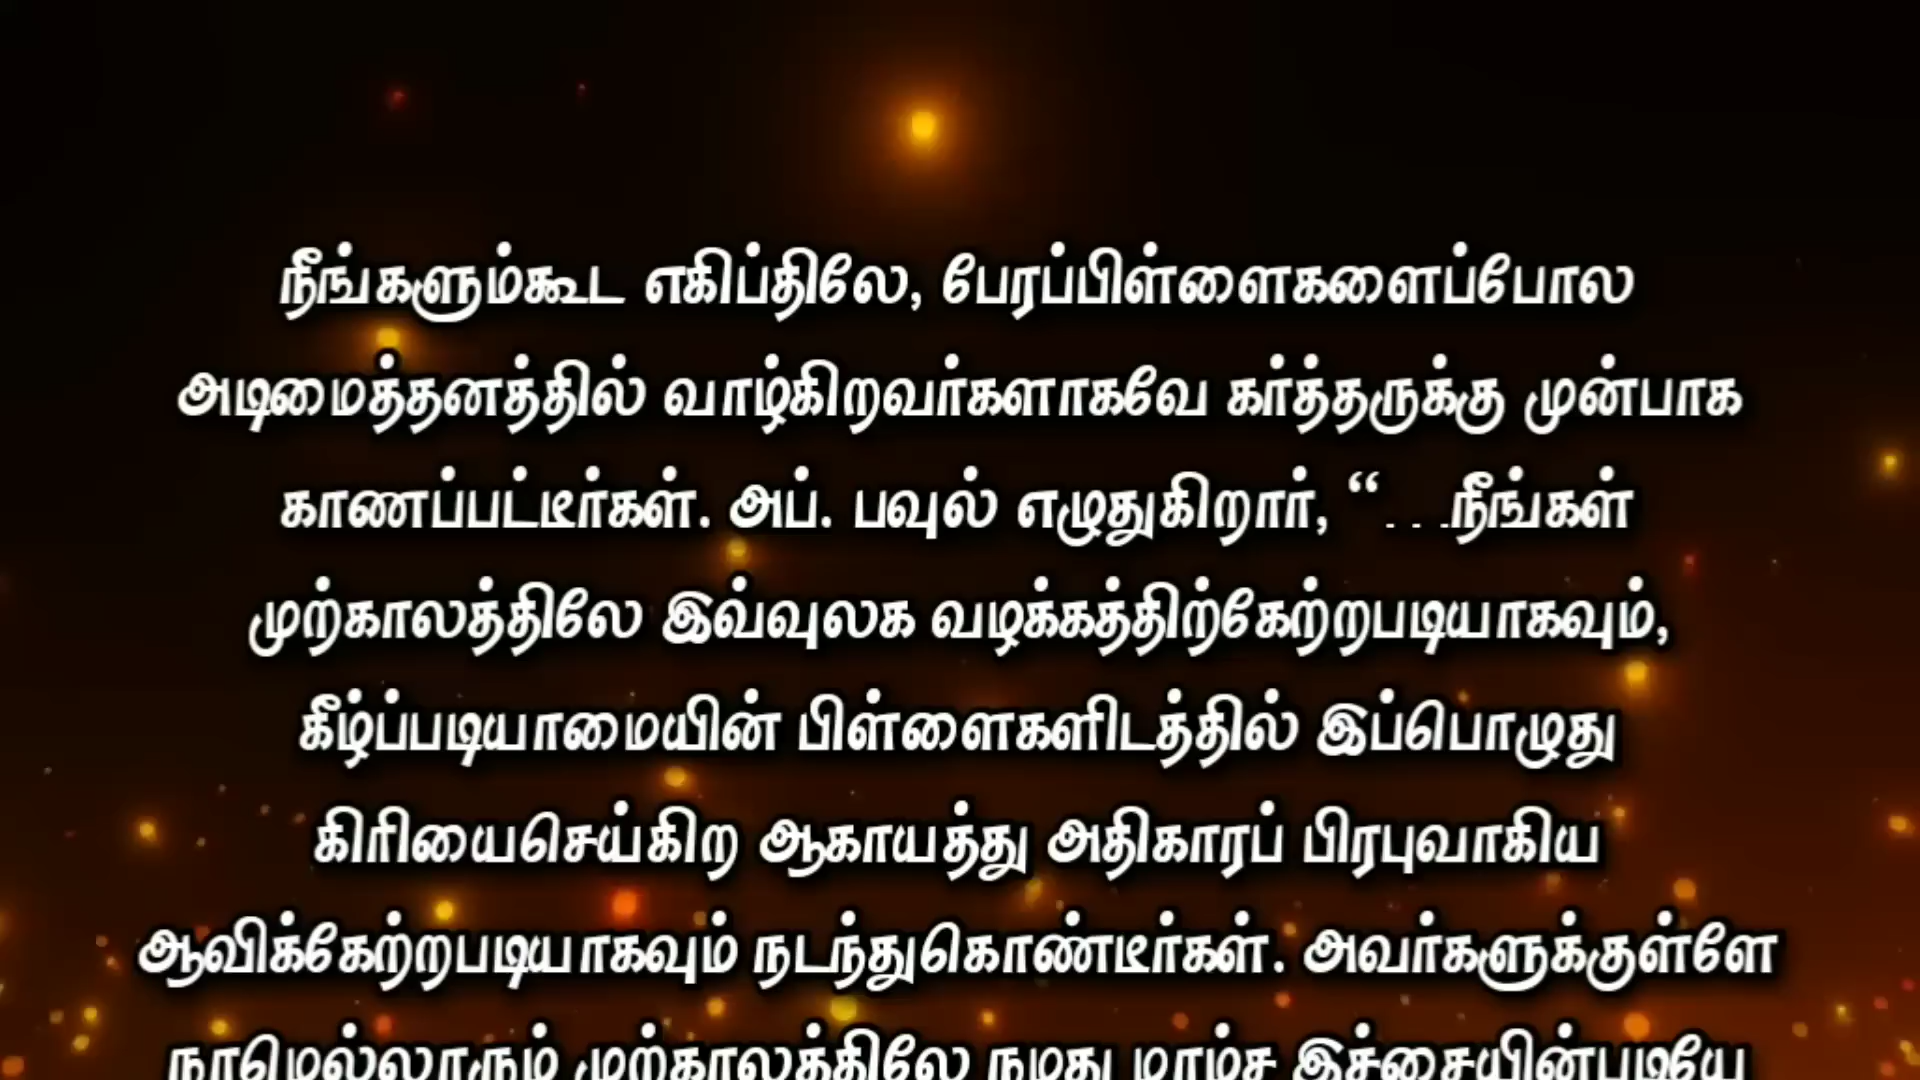 நீங்களும்கூட எகிப்திலே, பேரப்பிள்ளைகளைப்போல
அடிமைத்தனத்தில் வாழ்கிறவர்களாகவே கர்த்தருக்கு முன்பாக
காணப்பட்டீர்கள். அப். பவுல் எழுதுகிறார், “. . .நீங்கள்
முற்காலத்திலே இவ்வுலக வழக்கத்திற்கேற்றபடியாகவும்,
கீழ்ப்படியாமையின் பிள்ளைகளிடத்தில் இப்பொழுது
கிரியைசெய்கிற ஆகாயத்து அதிகாரப் பிரபுவாகிய
ஆவிக்கேற்றபடியாகவும் நடந்துகொண்டீர்கள். அவர்களுக்குள்ளே
நாமெல்லாரும் முற்காலத்திலே நமது மாம்ச இச்சையின்படியே